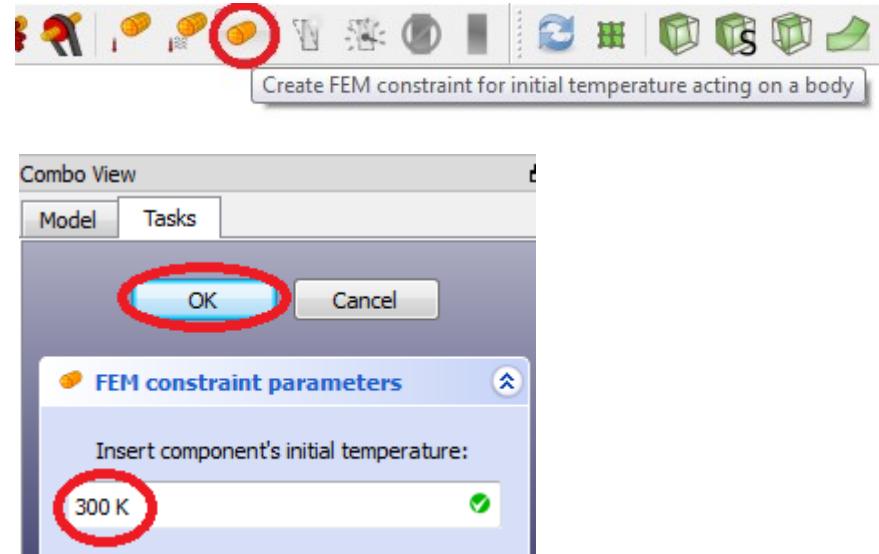 S
Create FEM constraint for initial temperature acting on a body
Combo View
Model Tasks
OK Cancel
FEM constraint parameters
Insert component's initial temperature:
300 K